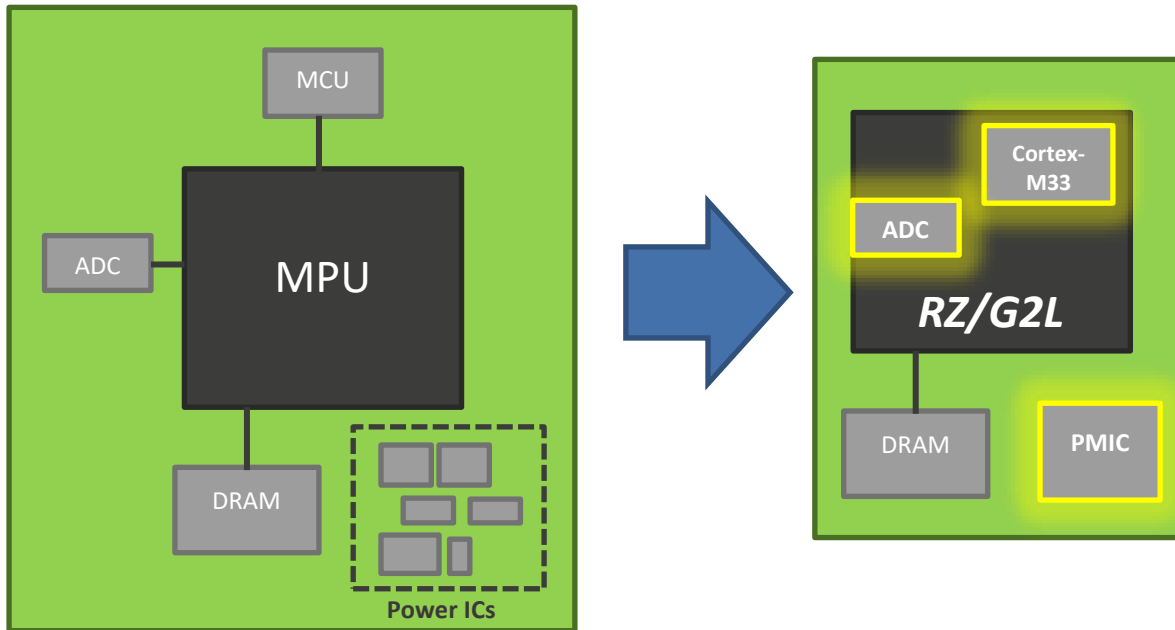 MCU
ADC
MPU
DRAM
Power ICs
Cortex-
M33
ADC
RZ/G2L
DRAM
PMIC